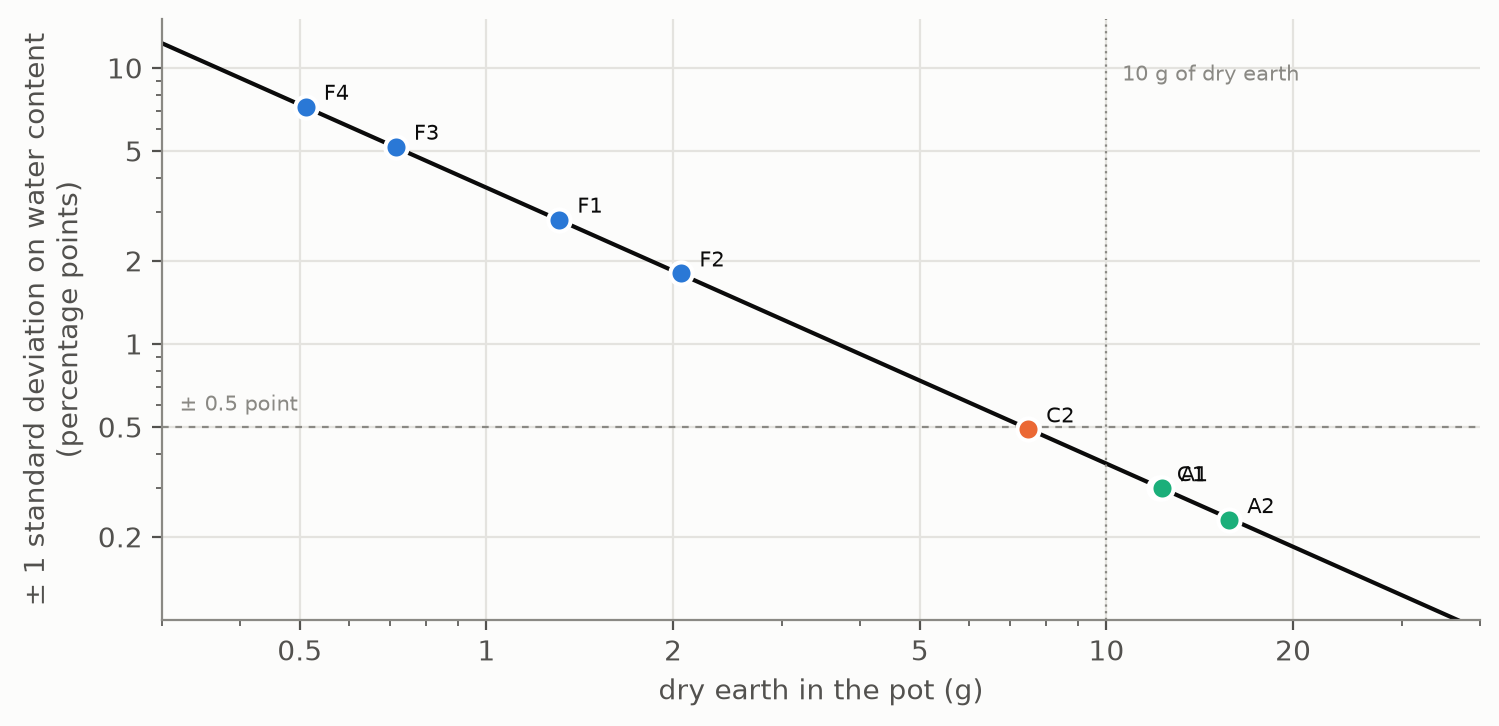 ± 1 standard deviation on water content
(percentage points)
10
5
2
1
0.5
0.2
10 g of dry earth
± 0.5 point
F4
F3
F1
F2
C2
C1
A1
A2
0.5
1
2
5
10
20
dry earth in the pot (g)